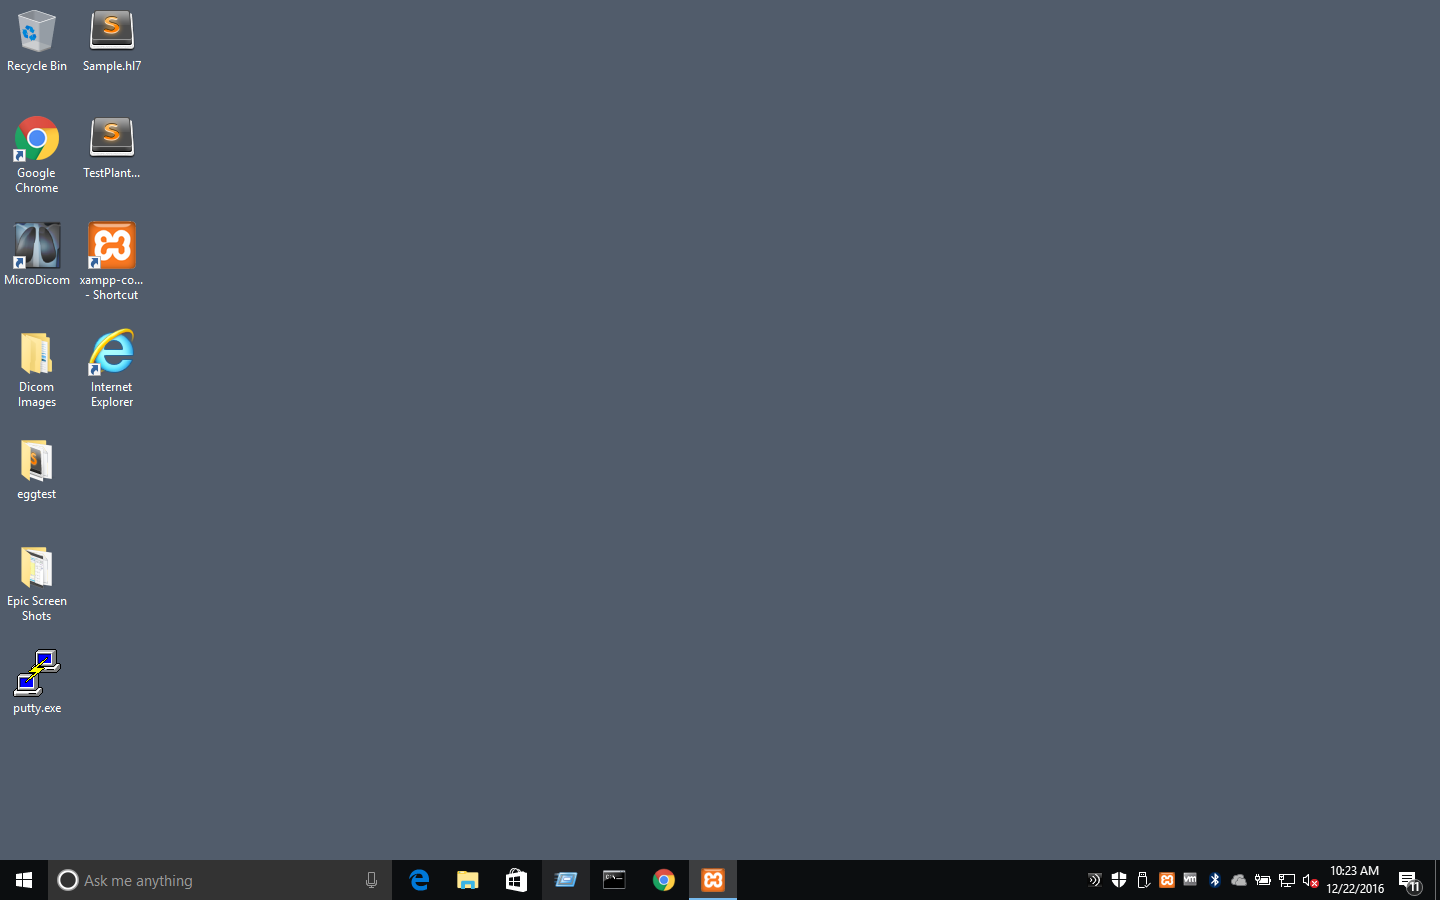 Recycle Bin
Sample.hl7
Google
Chrome
TestPlant...
MicroDicom
xampp-co...
- Shortcut
Dicom
Images
Internet
Explorer
eggtest
Epic Screen
Shots
putty.exe
Ask me anything
10:23 AM
12/22/2016
11